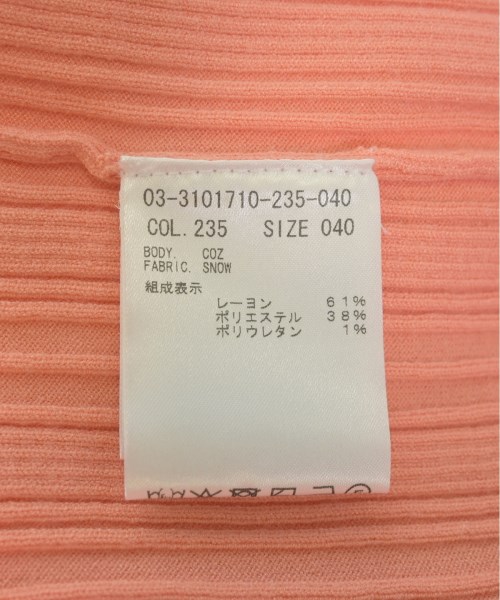 03-3101710-235-040
COL. 235 SIZE 040
BODY. COZ
FABRIC. SNOW
組成表示
レーヨン 61%
ポリエステル 38%
ポリウレタン 1%